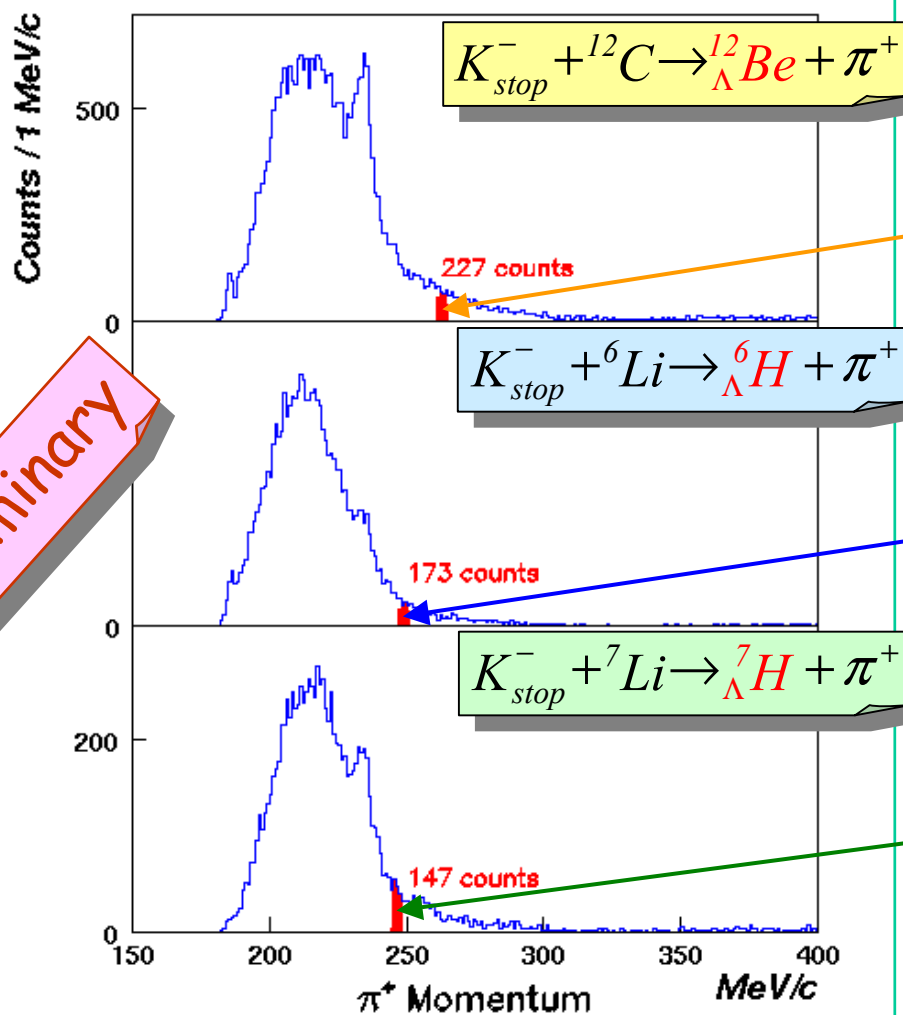 Counts / 1 MeV/c
K⁻stop + ¹²C → ¹²ΛBe + π⁺
500
227 counts
0
K⁻stop + ⁶Li → ⁶ΛH + π⁺
173 counts
0
K⁻stop + ⁷Li → ⁷ΛH + π⁺
200
147 counts
0
150 200 250 300 350 400
π⁺ Momentum MeV/c
minary